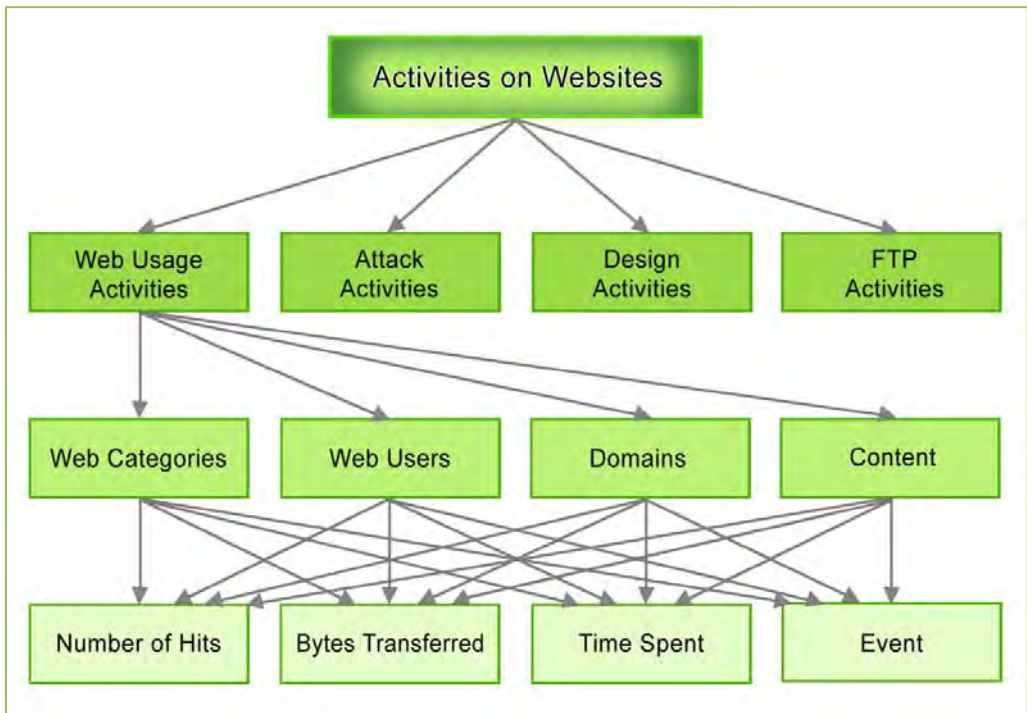 Activities on Websites
Web Usage
Activities
Attack
Activities
Design
Activities
FTP
Activities
Web Categories
Web Users
Domains
Content
Number of Hits
Bytes Transferred
Time Spent
Event